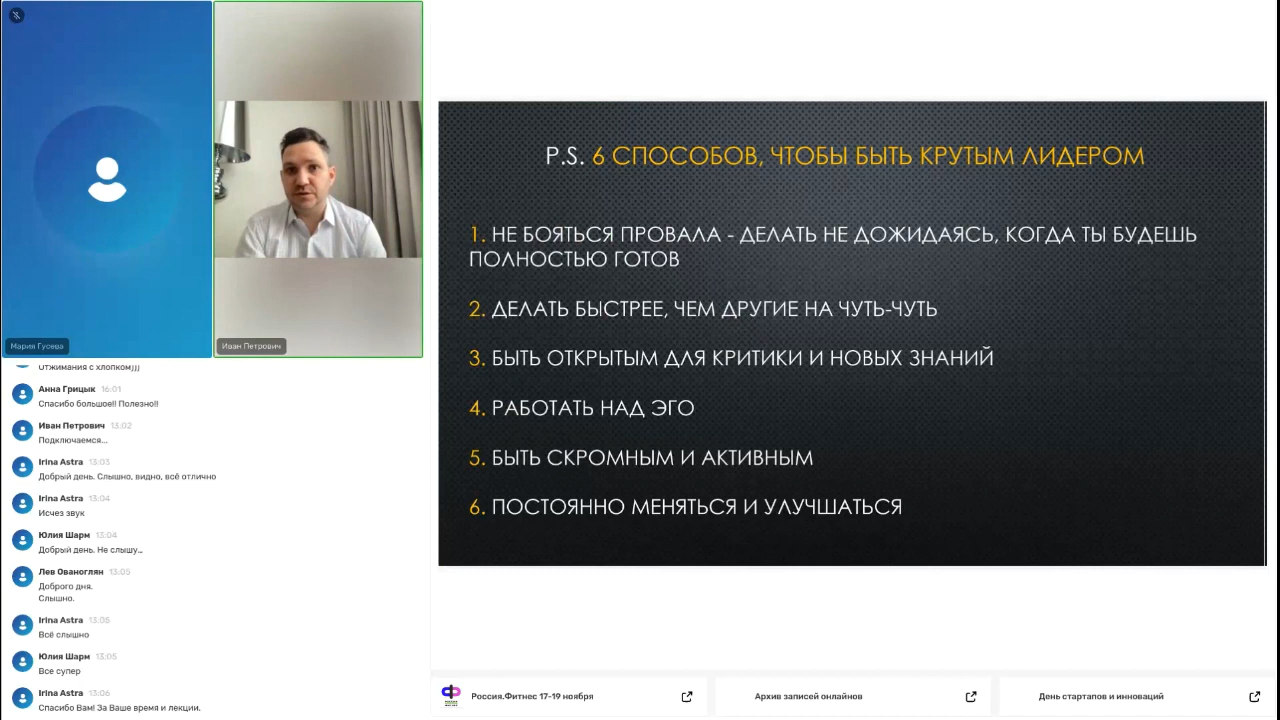 Мария Гусева
Иван Петрович
Отжимания с хлопком)))
Анна Грицык 16:01
Спасибо большое!! Полезно!!
Иван Петрович 13:02
Подключаемся...
Irina Astra 13:03
Добрый день. Слышно, видно, всё отлично
Irina Astra 13:04
Исчез звук
Юлия Шарм 13:04
Добрый день. Не слышу...
Лев Ованоглян 13:05
Доброго дня.
Слышно.
Irina Astra 13:05
Всё слышно
Юлия Шарм 13:05
Все супер
Irina Astra 13:06
Спасибо Вам! За Ваше время и лекции.
P.S. 6 СПОСОБОВ, ЧТОБЫ БЫТЬ КРУТЫМ ЛИДЕРОМ
1. НЕ БОЯТЬСЯ ПРОВАЛА - ДЕЛАТЬ НЕ ДОЖИДАЯСЬ, КОГДА ТЫ БУДЕШЬ
ПОЛНОСТЬЮ ГОТОВ
2. ДЕЛАТЬ БЫСТРЕЕ, ЧЕМ ДРУГИЕ НА ЧУТЬ-ЧУТЬ
3. БЫТЬ ОТКРЫТЫМ ДЛЯ КРИТИКИ И НОВЫХ ЗНАНИЙ
4. РАБОТАТЬ НАД ЭГО
5. БЫТЬ СКРОМНЫМ И АКТИВНЫМ
6. ПОСТОЯННО МЕНЯТЬСЯ И УЛУЧШАТЬСЯ
Россия.Фитнес 17-19 ноября
Архив записей онлайнов
День стартапов и инноваций